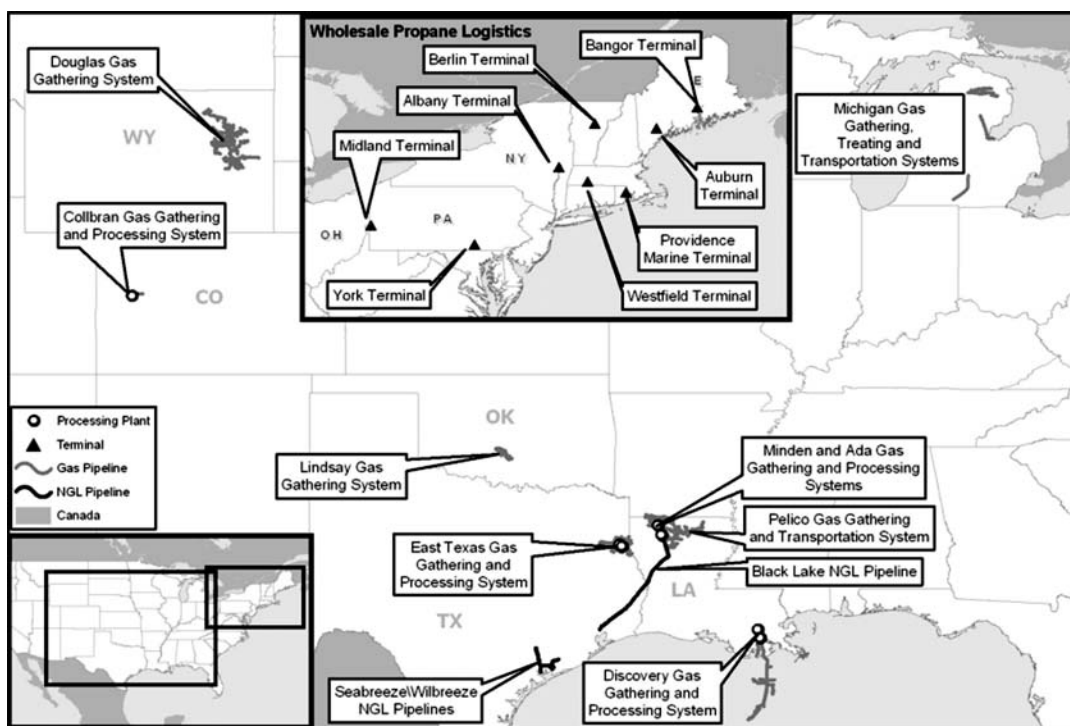 Douglas Gas
Gathering System
WY
Collbran Gas Gathering
and Processing System
CO
Wholesale Propane Logistics
Bangor Terminal
Berlin Terminal
Albany Terminal
Midland Terminal
E
NY
PA
OH
Auburn
Terminal
Providence
Marine Terminal
York Terminal
Westfield Terminal
Michigan Gas
Gathering,
Treating and
Transportation Systems
Processing Plant
Terminal
Gas Pipeline
NGL Pipeline
Canada
OK
Lindsay Gas
Gathering System
Minden and Ada Gas
Gathering and Processing
Systems
Pelico Gas Gathering
and Transportation System
East Texas Gas
Gathering and
Processing System
Black Lake NGL Pipeline
LA
TX
Seabreeze\Wilbreeze
NGL Pipelines
Discovery Gas
Gathering and
Processing System